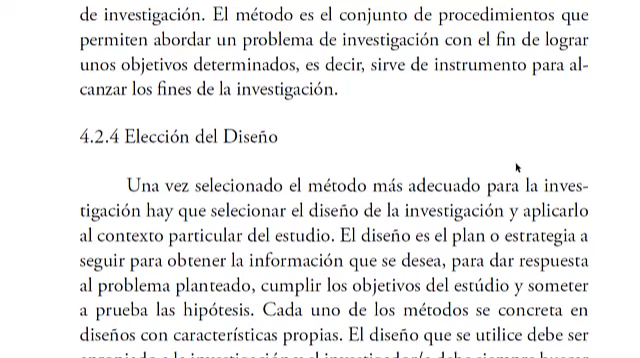 de investigación. El método es el conjunto de procedimientos que
permiten abordar un problema de investigación con el fin de lograr
unos objetivos determinados, es decir, sirve de instrumento para al-
canzar los fines de la investigación.
4.2.4 Elección del Diseño
Una vez selecionado el método más adecuado para la inves-
tigación hay que selecionar el diseño de la investigación y aplicarlo
al contexto particular del estudio. El diseño es el plan o estrategia a
seguir para obtener la información que se desea, para dar respuesta
al problema planteado, cumplir los objetivos del estúdio y someter
a prueba las hipótesis. Cada uno de los métodos se concreta en
diseños con características propias. El diseño que se utilice debe ser